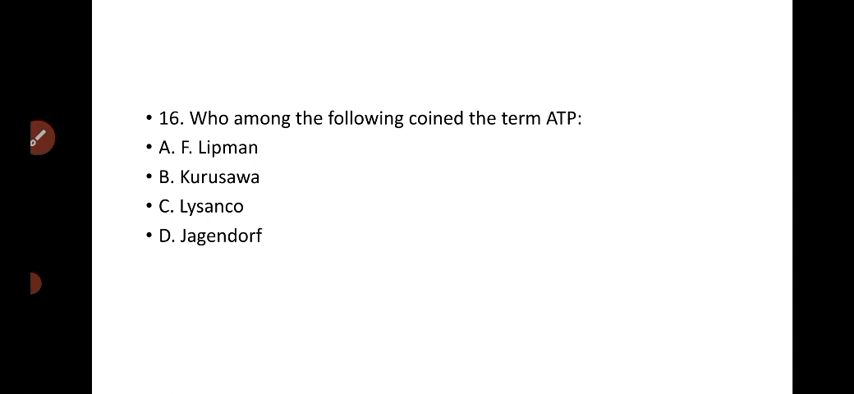 • 16. Who among the following coined the term ATP:
• A. F. Lipman
• B. Kurusawa
• C. Lysanco
• D. Jagendorf